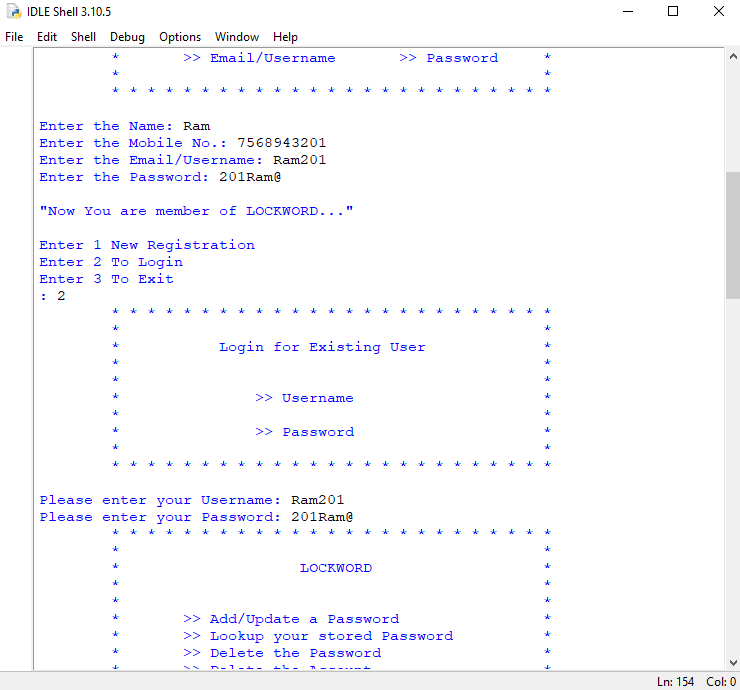 IDLE Shell 3.10.5
File Edit Shell Debug Options Window Help
* >> Email/Username >> Password *
* *
* * * * * * * * * * * * * * * * * * * * * * * * *
Enter the Name: Ram
Enter the Mobile No.: 7568943201
Enter the Email/Username: Ram201
Enter the Password: 201Ram@
"Now You are member of LOCKWORD..."
Enter 1 New Registration
Enter 2 To Login
Enter 3 To Exit
: 2
* * * * * * * * * * * * * * * * * * * * * * * * *
* *
* Login for Existing User *
* *
* *
* >> Username *
* *
* >> Password *
* *
* * * * * * * * * * * * * * * * * * * * * * * * *
Please enter your Username: Ram201
Please enter your Password: 201Ram@
* * * * * * * * * * * * * * * * * * * * * * * * *
* *
* LOCKWORD *
* *
* *
* >> Add/Update a Password *
* >> Lookup your stored Password *
* >> Delete the Password *
* >> Delete the Account *
Ln: 154 Col: 0